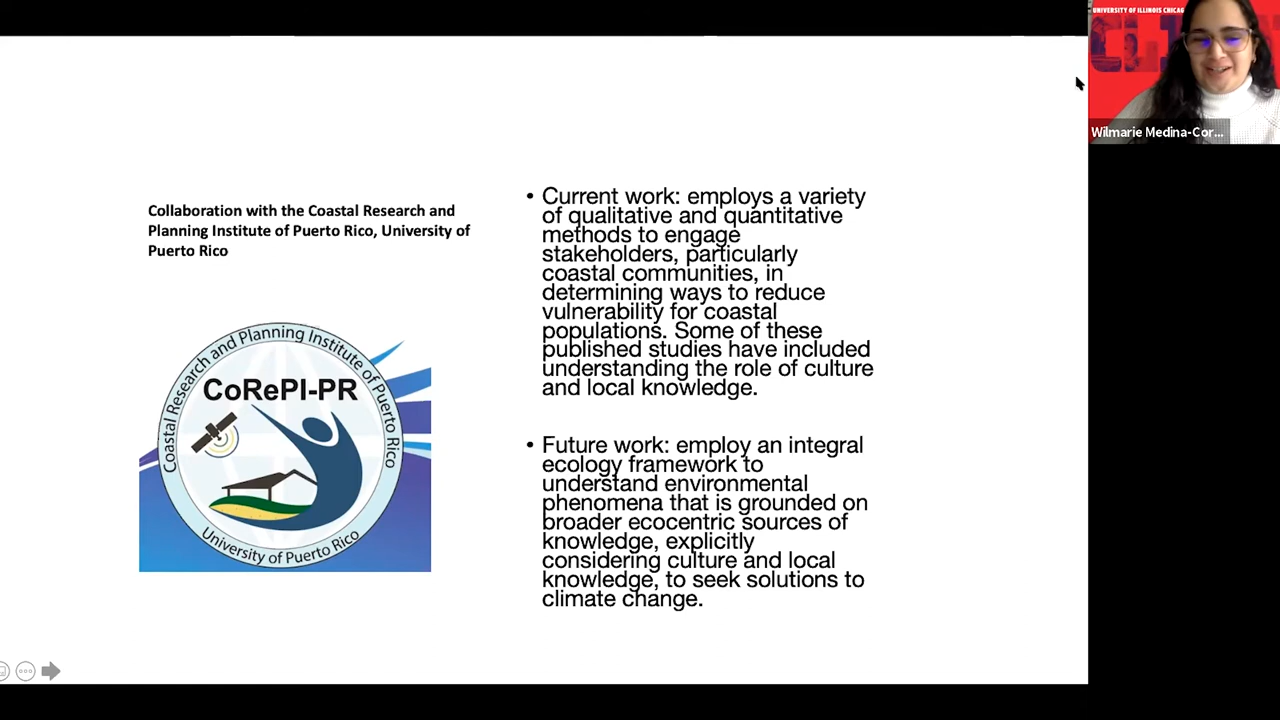 UNIVERSITY OF ILLINOIS CHICAG
Wilmarie Medina-Cor...
Collaboration with the Coastal Research and
Planning Institute of Puerto Rico, University of
Puerto Rico
Coastal Research and Planning Institute of Puerto Rico
CoRePI-PR
University of Puerto Rico
• Current work: employs a variety
of qualitative and quantitative
methods to engage
stakeholders, particularly
coastal communities, in
determining ways to reduce
vulnerability for coastal
populations. Some of these
published studies have included
understanding the role of culture
and local knowledge.
• Future work: employ an integral
ecology framework to
understand environmental
phenomena that is grounded on
broader ecocentric sources of
knowledge, explicitly
considering culture and local
knowledge, to seek solutions to
climate change.